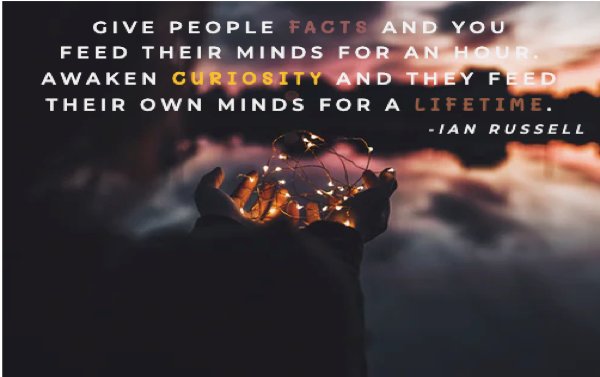 GIVE PEOPLE FACTS AND YOU
FEED THEIR MINDS FOR AN HOUR.
AWAKEN CURIOSITY AND THEY FEED
THEIR OWN MINDS FOR A LIFETIME.
-IAN RUSSELL